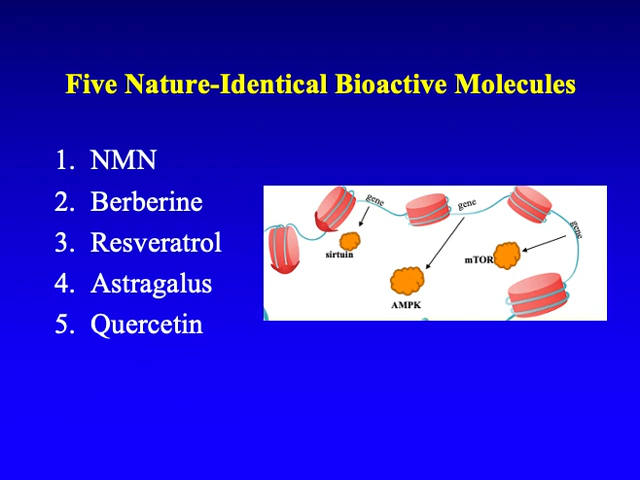 Five Nature-Identical Bioactive Molecules
1. NMN
2. Berberine
3. Resveratrol
4. Astragalus
5. Quercetin
gene
gene
gene
sirtuin
mTOR
AMPK